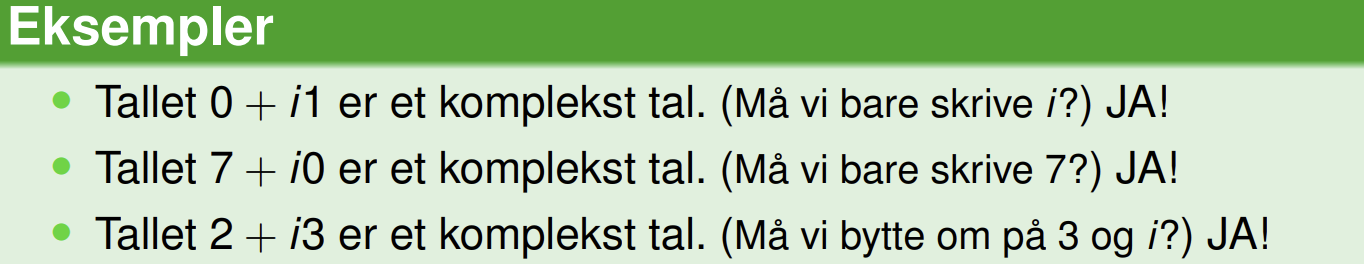 Eksempler
• Tallet 0 + i1 er et komplekst tal. (Må vi bare skrive i?) JA!
• Tallet 7 + i0 er et komplekst tal. (Må vi bare skrive 7?) JA!
• Tallet 2 + i3 er et komplekst tal. (Må vi bytte om på 3 og i?) JA!